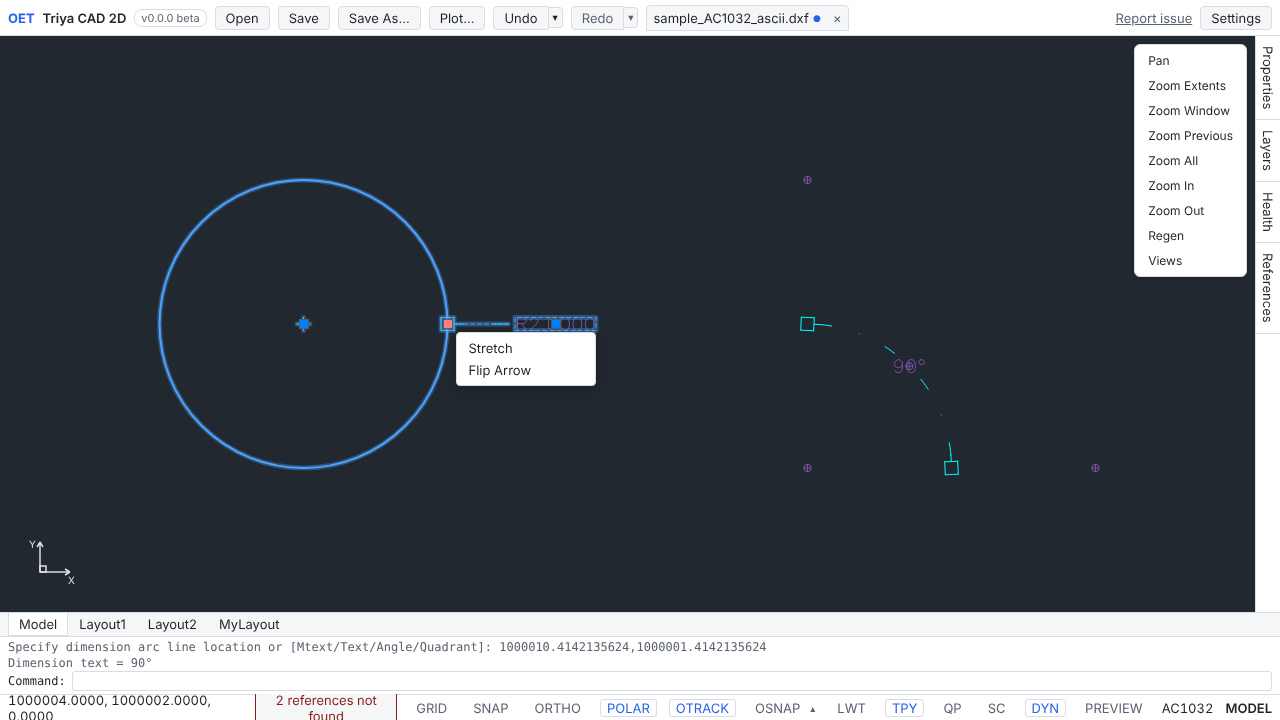 OET Triya CAD 2D v0.0.0 beta Open Save Save As... Plot... Undo Redo sample_AC1032_ascii.dxf × Report issue Settings
Pan
Zoom Extents
Zoom Window
Zoom Previous
Zoom All
Zoom In
Zoom Out
Regen
Views
Properties
Layers
Health
References
Stretch
Flip Arrow
90°
Y
X
Model Layout1 Layout2 MyLayout
Specify dimension arc line location or [Mtext/Text/Angle/Quadrant]: 1000010.4142135624,1000001.4142135624
Dimension text = 90°
Command:
1000004.0000, 1000002.0000,
0.0000
2 references not
found
GRID SNAP ORTHO POLAR OTRACK OSNAP LWT TPY QP SC DYN PREVIEW AC1032 MODEL